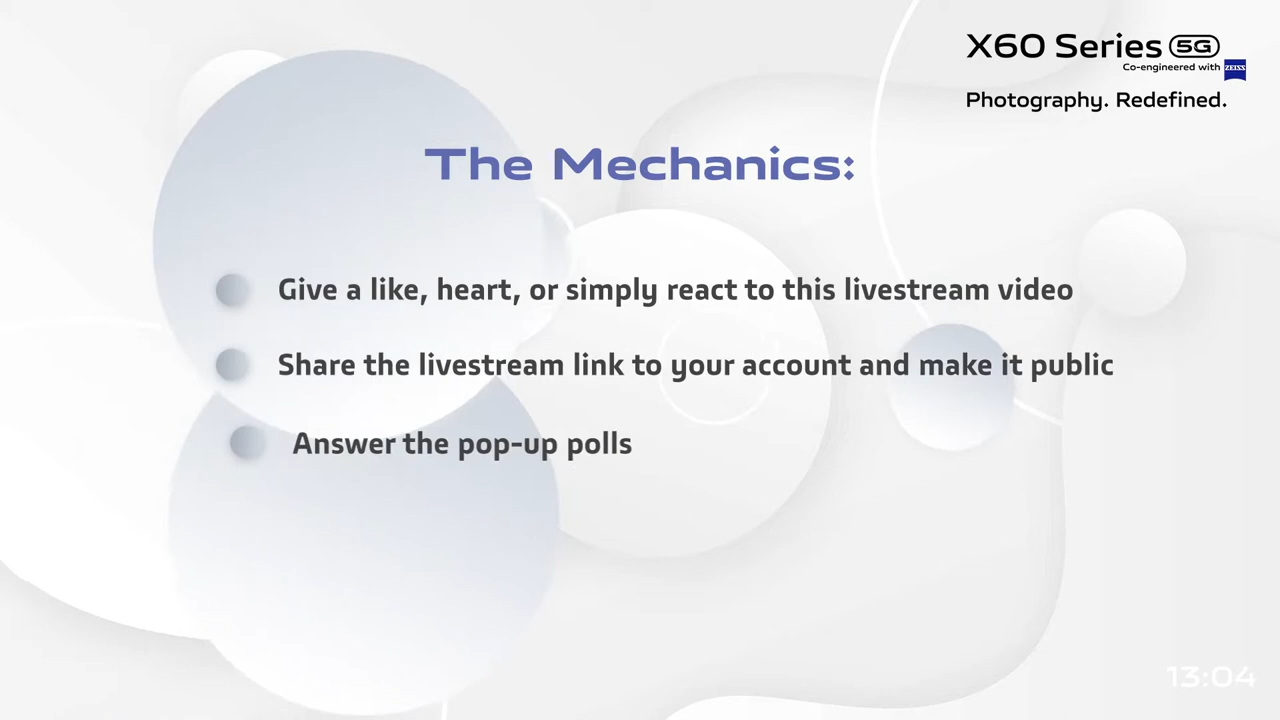 X60 Series 5G
Co-engineered with ZEISS
Photography. Redefined.
The Mechanics:
Give a like, heart, or simply react to this livestream video
Share the livestream link to your account and make it public
Answer the pop-up polls
13:04